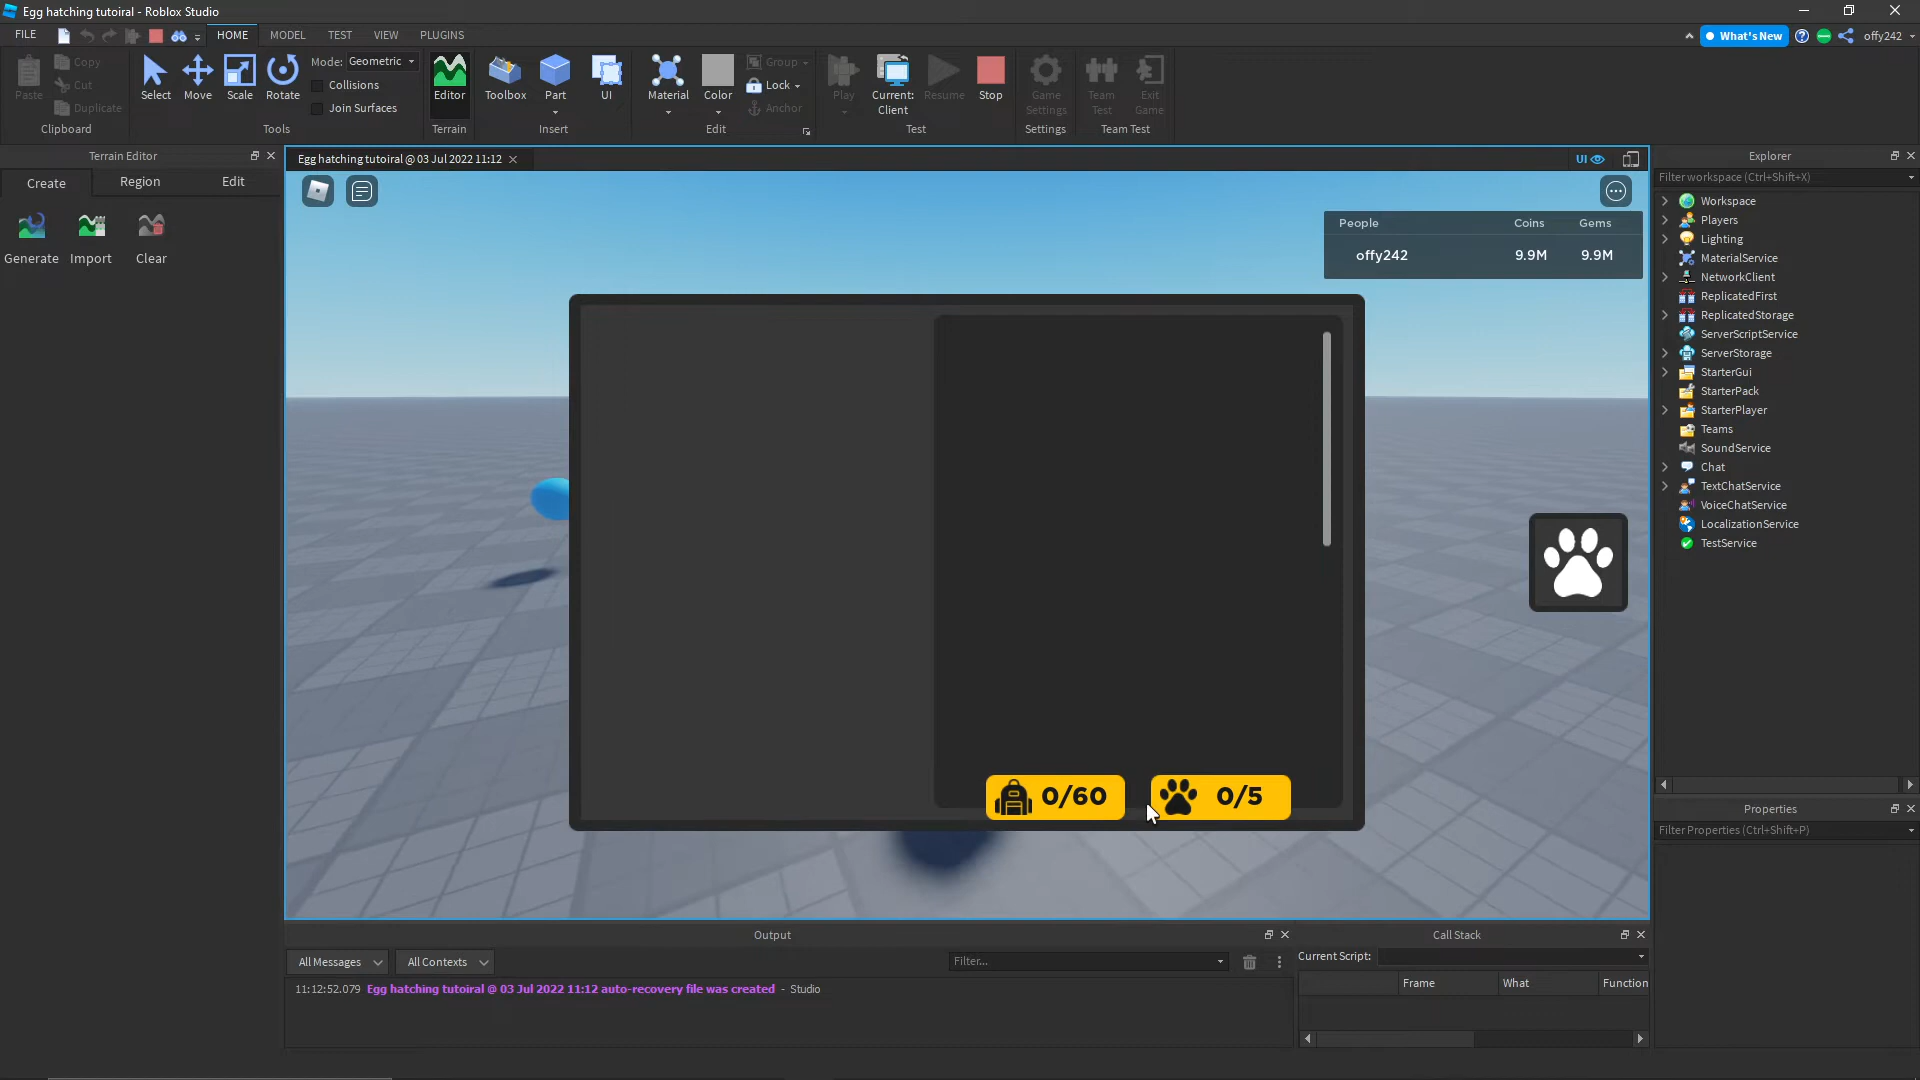 Egg hatching tutoiral - Roblox Studio
FILE HOME MODEL TEST VIEW PLUGINS What's New offy242
Paste Copy Cut Duplicate Clipboard
Select Move Scale Rotate Mode: Geometric Collisions Join Surfaces Tools
Editor Terrain
Toolbox Part UI Insert
Material Color Group Lock Anchor Edit
Play Current: Client Resume Stop Test
Game Settings Settings
Team Test Exit Game Team Test
Terrain Editor
Create Region Edit
Generate Import Clear
Egg hatching tutoiral @ 03 Jul 2022 11:12
UI
People Coins Gems
offy242 9.9M 9.9M
0/60 0/5
Explorer
Filter workspace (Ctrl+Shift+X)
Workspace
Players
Lighting
MaterialService
NetworkClient
ReplicatedFirst
ReplicatedStorage
ServerScriptService
ServerStorage
StarterGui
StarterPack
StarterPlayer
Teams
SoundService
Chat
TextChatService
VoiceChatService
LocalizationService
TestService
Properties
Filter Properties (Ctrl+Shift+P)
Output
All Messages All Contexts Filter...
11:12:52.079 Egg hatching tutoiral @ 03 Jul 2022 11:12 auto-recovery file was created - Studio
Call Stack
Current Script:
Frame What Function